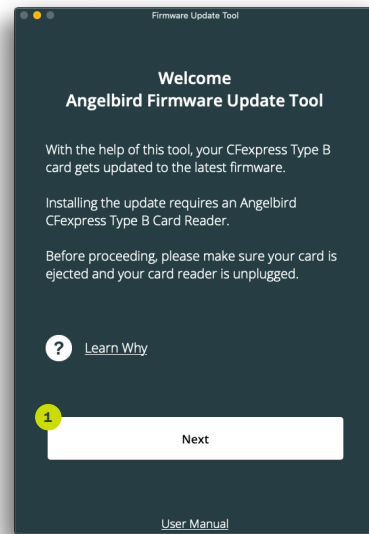 Firmware Update Tool
Welcome
Angelbird Firmware Update Tool
With the help of this tool, your CFexpress Type B
card gets updated to the latest firmware.
Installing the update requires an Angelbird
CFexpress Type B Card Reader.
Before proceeding, please make sure your card is
ejected and your card reader is unplugged.
? Learn Why
1
Next
User Manual